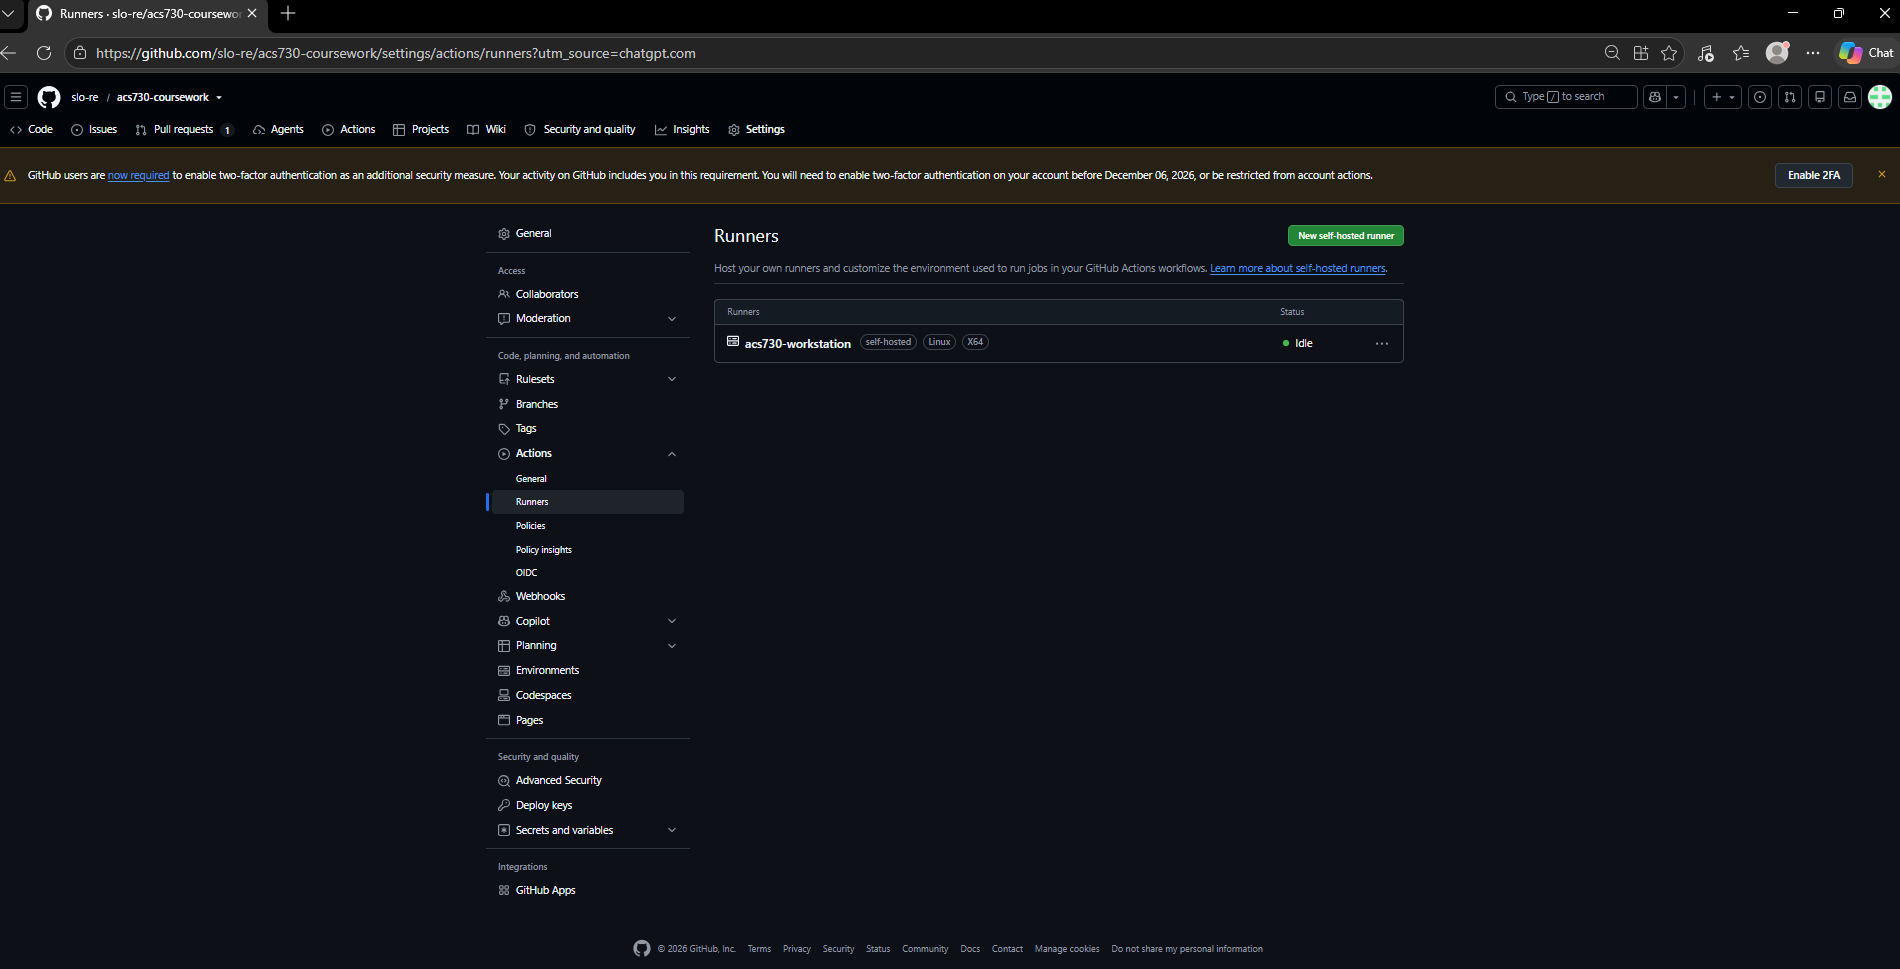 Runners · slo-re/acs730-coursewor
https://github.com/slo-re/acs730-coursework/settings/actions/runners?utm_source=chatgpt.com
Chat
slo-re / acs730-coursework
Type / to search
Code Issues Pull requests 1 Agents Actions Projects Wiki Security and quality Insights Settings
GitHub users are now required to enable two-factor authentication as an additional security measure. Your activity on GitHub includes you in this requirement. You will need to enable two-factor authentication on your account before December 06, 2026, or be restricted from account actions.
Enable 2FA
General
Access
Collaborators
Moderation
Code, planning, and automation
Rulesets
Branches
Tags
Actions
General
Runners
Policies
Policy insights
OIDC
Webhooks
Copilot
Planning
Environments
Codespaces
Pages
Security and quality
Advanced Security
Deploy keys
Secrets and variables
Integrations
GitHub Apps
Runners
New self-hosted runner
Host your own runners and customize the environment used to run jobs in your GitHub Actions workflows. Learn more about self-hosted runners.
Runners Status
acs730-workstation self-hosted Linux X64 Idle
© 2026 GitHub, Inc. Terms Privacy Security Status Community Docs Contact Manage cookies Do not share my personal information